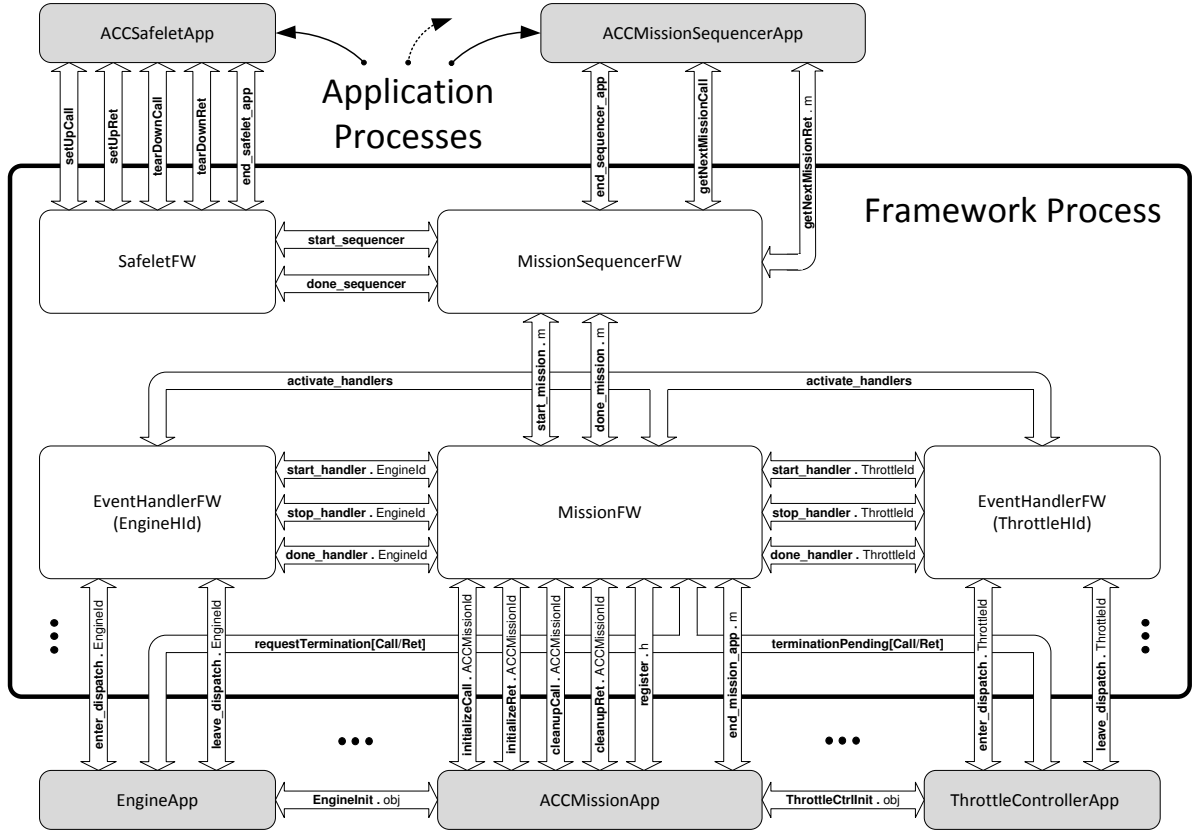 ACCSafeletApp
ACCMissionSequencerApp
Application
Processes
setUpCall
setUpRet
tearDownCall
tearDownRet
end_safelet_app
end_sequencer_app
getNextMissionCall
getNextMissionRet . m
Framework Process
SafeletFW
start_sequencer
done_sequencer
MissionSequencerFW
start_mission . m
done_mission . m
activate_handlers
activate_handlers
EventHandlerFW
(EngineHId)
start_handler . EngineId
stop_handler . EngineId
done_handler . EngineId
MissionFW
start_handler . ThrottleId
stop_handler . ThrottleId
done_handler . ThrottleId
EventHandlerFW
(ThrottleHId)
enter_dispatch . EngineId
leave_dispatch . EngineId
requestTermination[Call/Ret]
initializeCall . ACCMissionId
initializeRet . ACCMissionId
cleanupCall . ACCMissionId
cleanupRet . ACCMissionId
register . h
end_mission_app . m
terminationPending[Call/Ret]
enter_dispatch . ThrottleId
leave_dispatch . ThrottleId
EngineApp
EngineInit . obj
ACCMissionApp
ThrottleCtrlInit . obj
ThrottleControllerApp